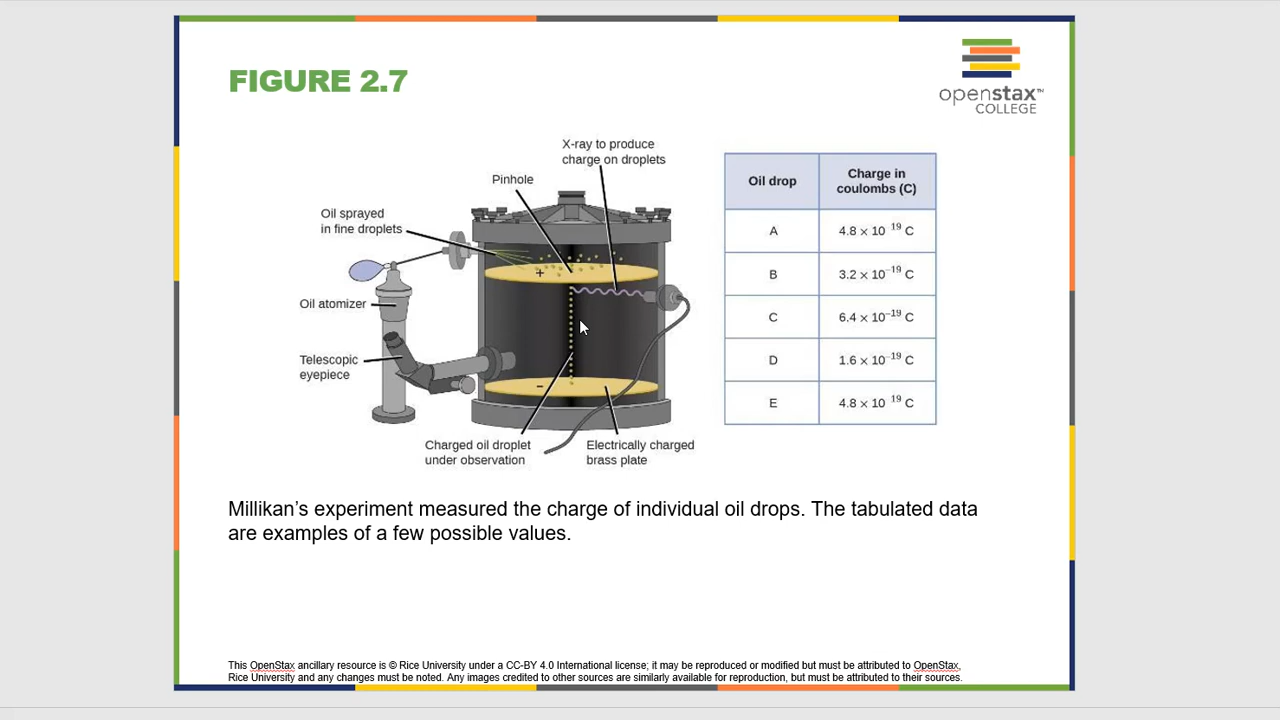 FIGURE 2.7
openstax™
COLLEGE
X-ray to produce
charge on droplets
Pinhole
Oil sprayed
in fine droplets
Oil atomizer
Telescopic
eyepiece
+
-
Charged oil droplet
under observation
Electrically charged
brass plate
Oil drop Charge in coulombs (C)
A 4.8 × 10 ¹⁹ C
B 3.2 × 10⁻¹⁹ C
C 6.4 × 10⁻¹⁹ C
D 1.6 × 10⁻¹⁹ C
E 4.8 × 10 ¹⁹ C
Millikan’s experiment measured the charge of individual oil drops. The tabulated data
are examples of a few possible values.
This OpenStax ancillary resource is © Rice University under a CC-BY 4.0 International license; it may be reproduced or modified but must be attributed to OpenStax,
Rice University and any changes must be noted. Any images credited to other sources are similarly available for reproduction, but must be attributed to their sources.